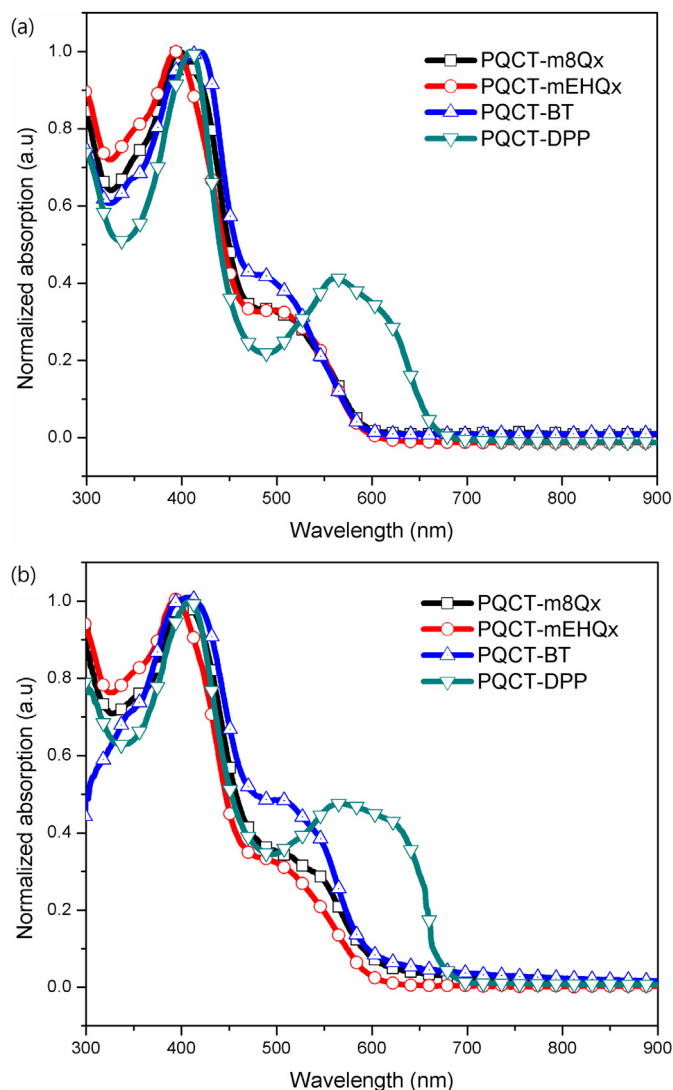 (a)
1.0
0.8
0.6
0.4
0.2
0.0
Normalized absorption (a.u)
PQCT-m8Qx
PQCT-mEHQx
PQCT-BT
PQCT-DPP
300 400 500 600 700 800 900
Wavelength (nm)
(b)
1.0
0.8
0.6
0.4
0.2
0.0
Normalized absorption (a.u)
PQCT-m8Qx
PQCT-mEHQx
PQCT-BT
PQCT-DPP
300 400 500 600 700 800 900
Wavelength (nm)